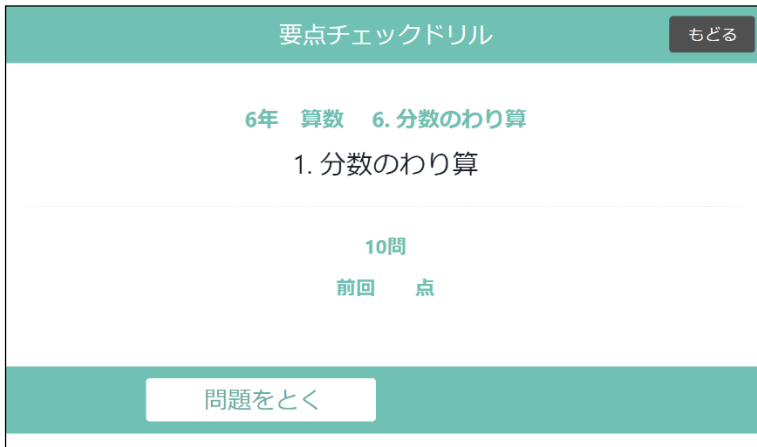 要点チェックドリル
もどる
6年　算数　6. 分数のわり算
1. 分数のわり算
10問
前回　　点
問題をとく